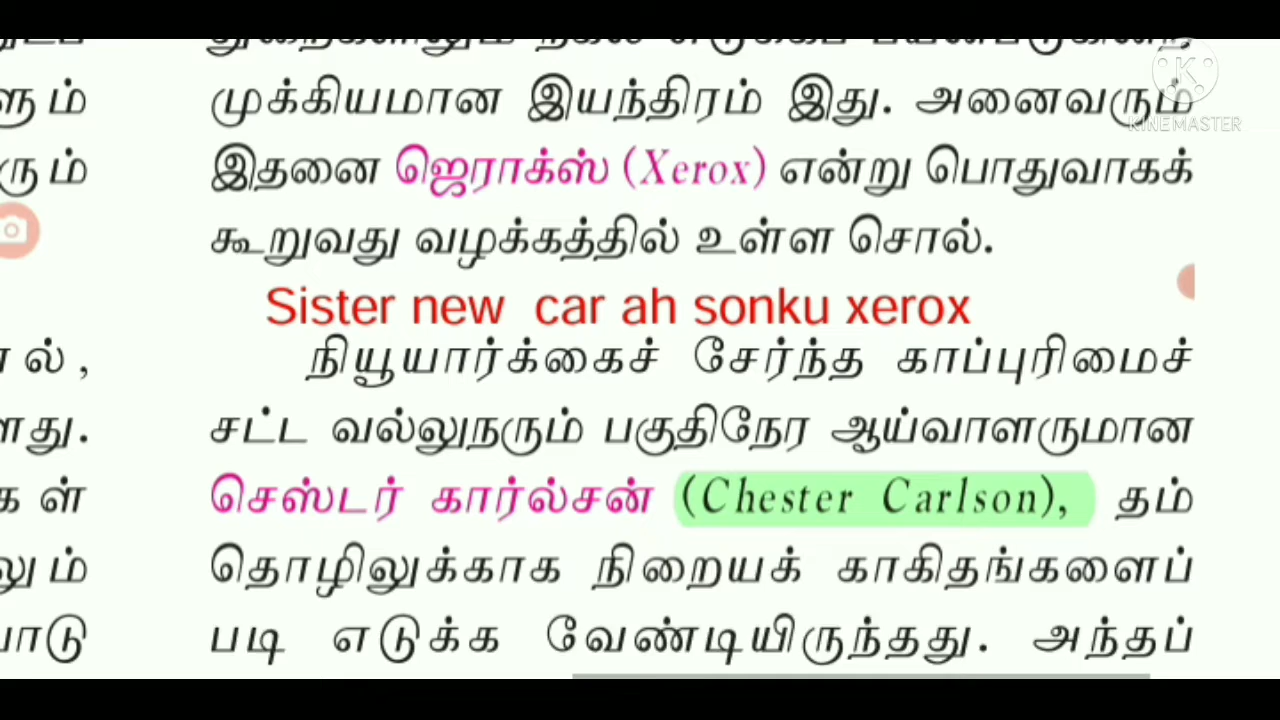 முக்கியமான இயந்திரம் இது. அனைவரும்
இதனை ஜெராக்ஸ் (Xerox) என்று பொதுவாகக்
கூறுவது வழக்கத்தில் உள்ள சொல்.
Sister new car ah sonku xerox
நியூயார்க்கைச் சேர்ந்த காப்புரிமைச்
சட்ட வல்லுநரும் பகுதிநேர ஆய்வாளருமான
செஸ்டர் கார்ல்சன் (Chester Carlson), தம்
தொழிலுக்காக நிறையக் காகிதங்களைப்
படி எடுக்க வேண்டியிருந்தது. அந்தப்
KINEMASTER